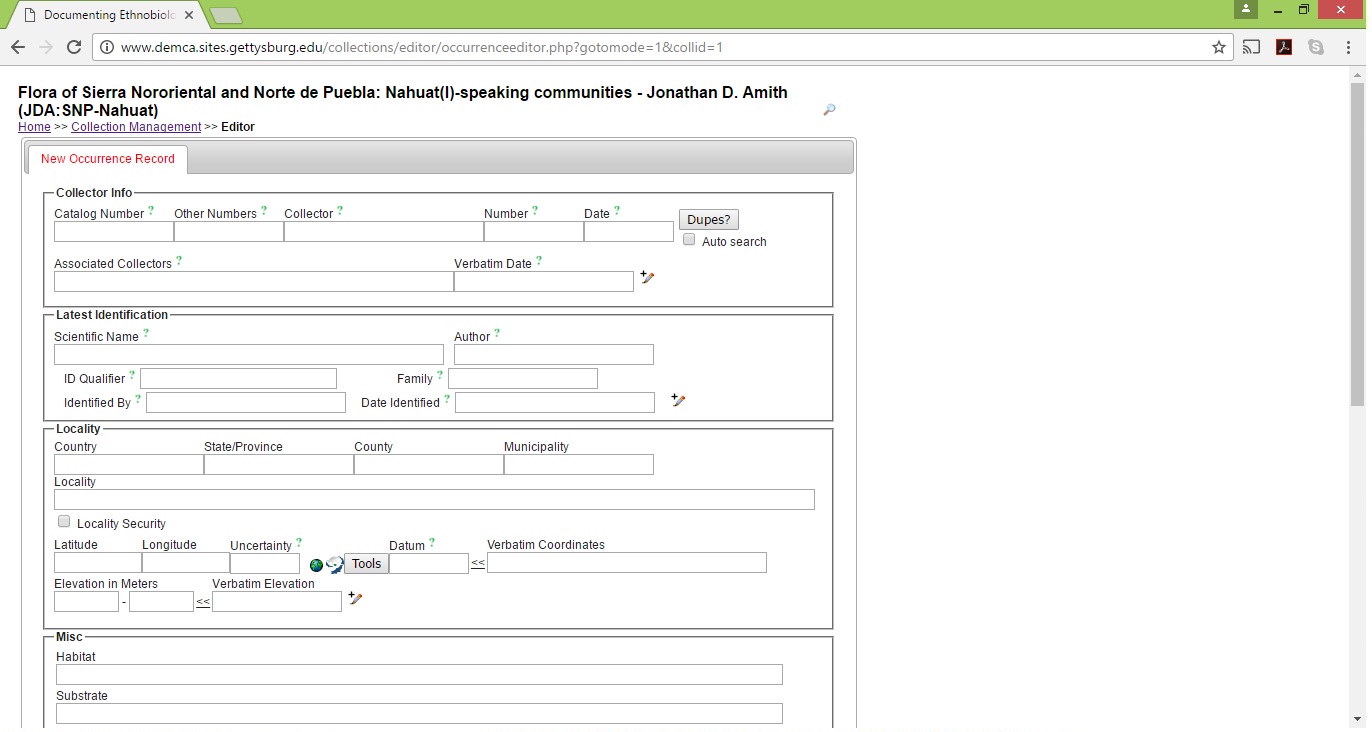 Documenting Ethnobiolo
www.demca.sites.gettysburg.edu/collections/editor/occurrenceeditor.php?gotomode=1&collid=1
Flora of Sierra Nororiental and Norte de Puebla: Nahuat(l)-speaking communities - Jonathan D. Amith
(JDA:SNP-Nahuat)
Home >> Collection Management >> Editor
New Occurrence Record
Collector Info
Catalog Number ? Other Numbers ? Collector ? Number ? Date ? Dupes?
Auto search
Associated Collectors ? Verbatim Date ?
Latest Identification
Scientific Name ? Author ?
ID Qualifier ? Family ?
Identified By ? Date Identified ?
Locality
Country State/Province County Municipality
Locality
Locality Security
Latitude Longitude Uncertainty ? Tools Datum ? << Verbatim Coordinates
Elevation in Meters Verbatim Elevation
- <<
Misc
Habitat
Substrate